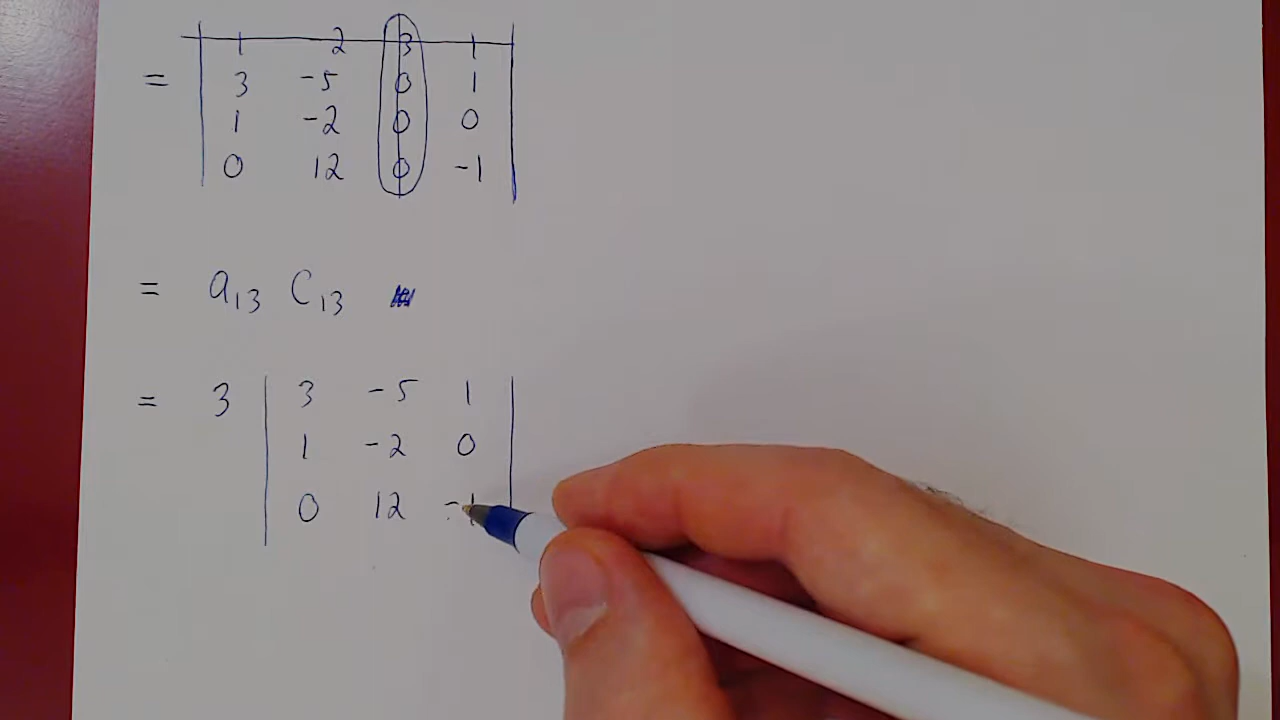 1 2 3 1
= 3 -5 0 1
1 -2 0 0
0 12 0 -1
= a₁₃ C₁₃
= 3 | 3 -5 1 |
1 -2 0
0 12 -1